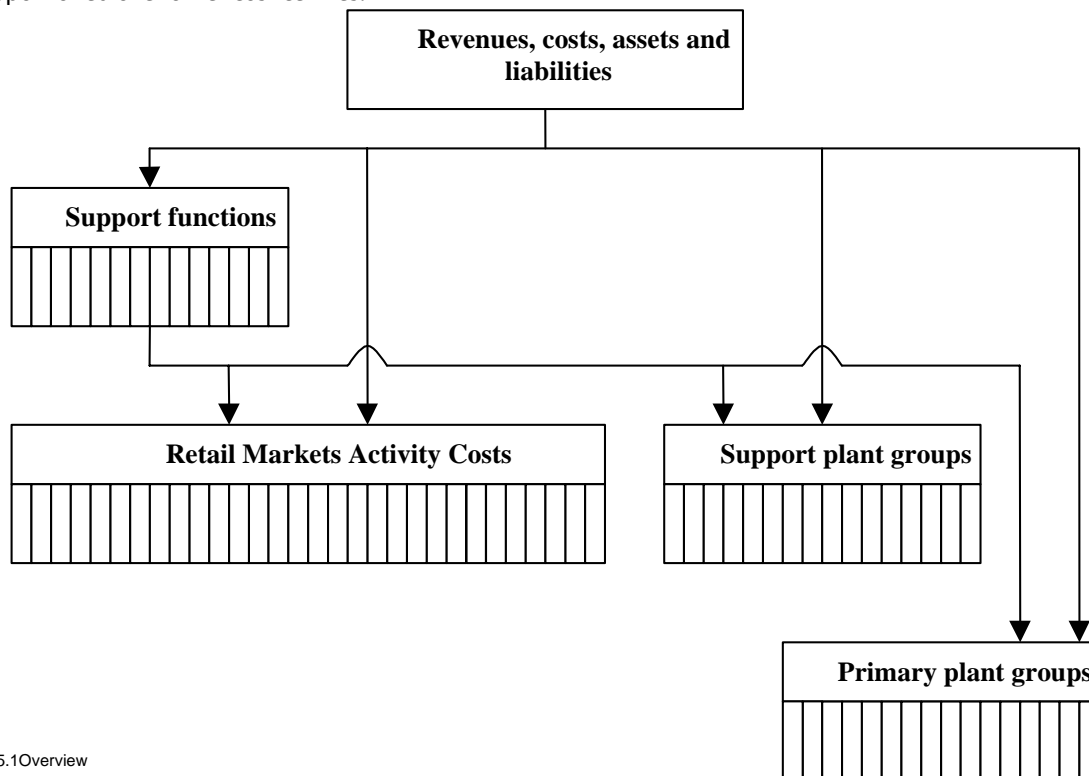 Revenues, costs, assets and
liabilities
Support functions
Retail Markets Activity Costs
Support plant groups
Primary plant groups
5.1Overview